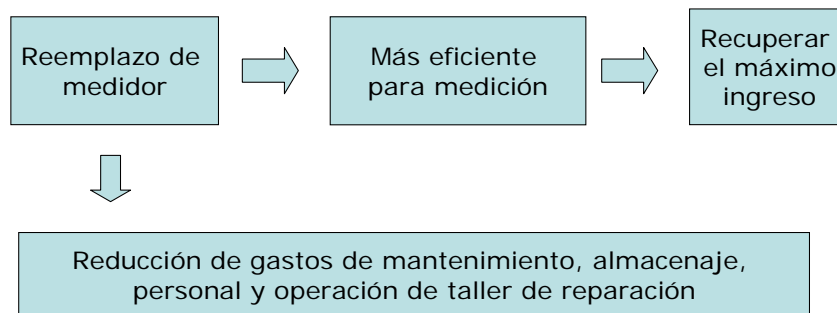 Reemplazo de
medidor
Más eficiente
para medición
Recuperar
el máximo
ingreso
Reducción de gastos de mantenimiento, almacenaje,
personal y operación de taller de reparación